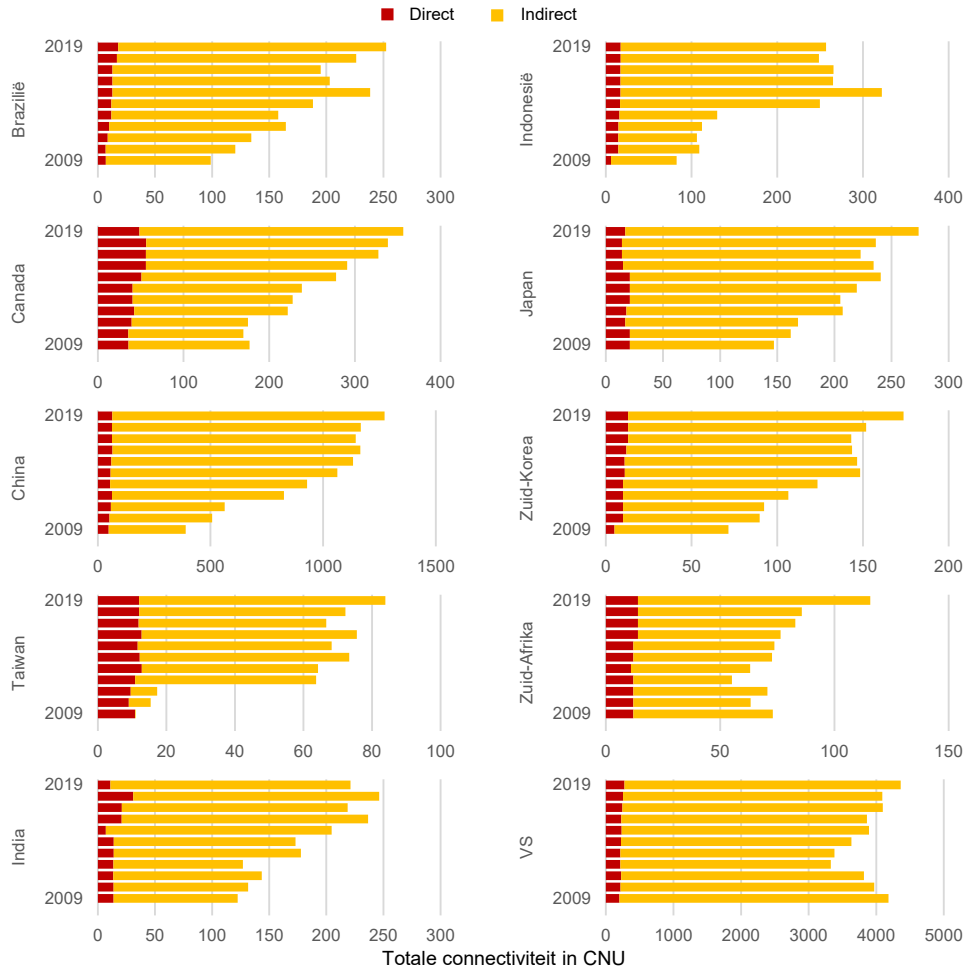 Direct Indirect
2019
Brazilië
2009
0 50 100 150 200 250 300
2019
Indonesië
2009
0 100 200 300 400
2019
Canada
2009
0 100 200 300 400
2019
Japan
2009
0 50 100 150 200 250 300
2019
China
2009
0 500 1000 1500
2019
Zuid-Korea
2009
0 50 100 150 200
2019
Taiwan
2009
0 20 40 60 80 100
2019
Zuid-Afrika
2009
0 50 100 150
2019
India
2009
0 50 100 150 200 250 300
2019
VS
2009
0 1000 2000 3000 4000 5000
Totale connectiviteit in CNU